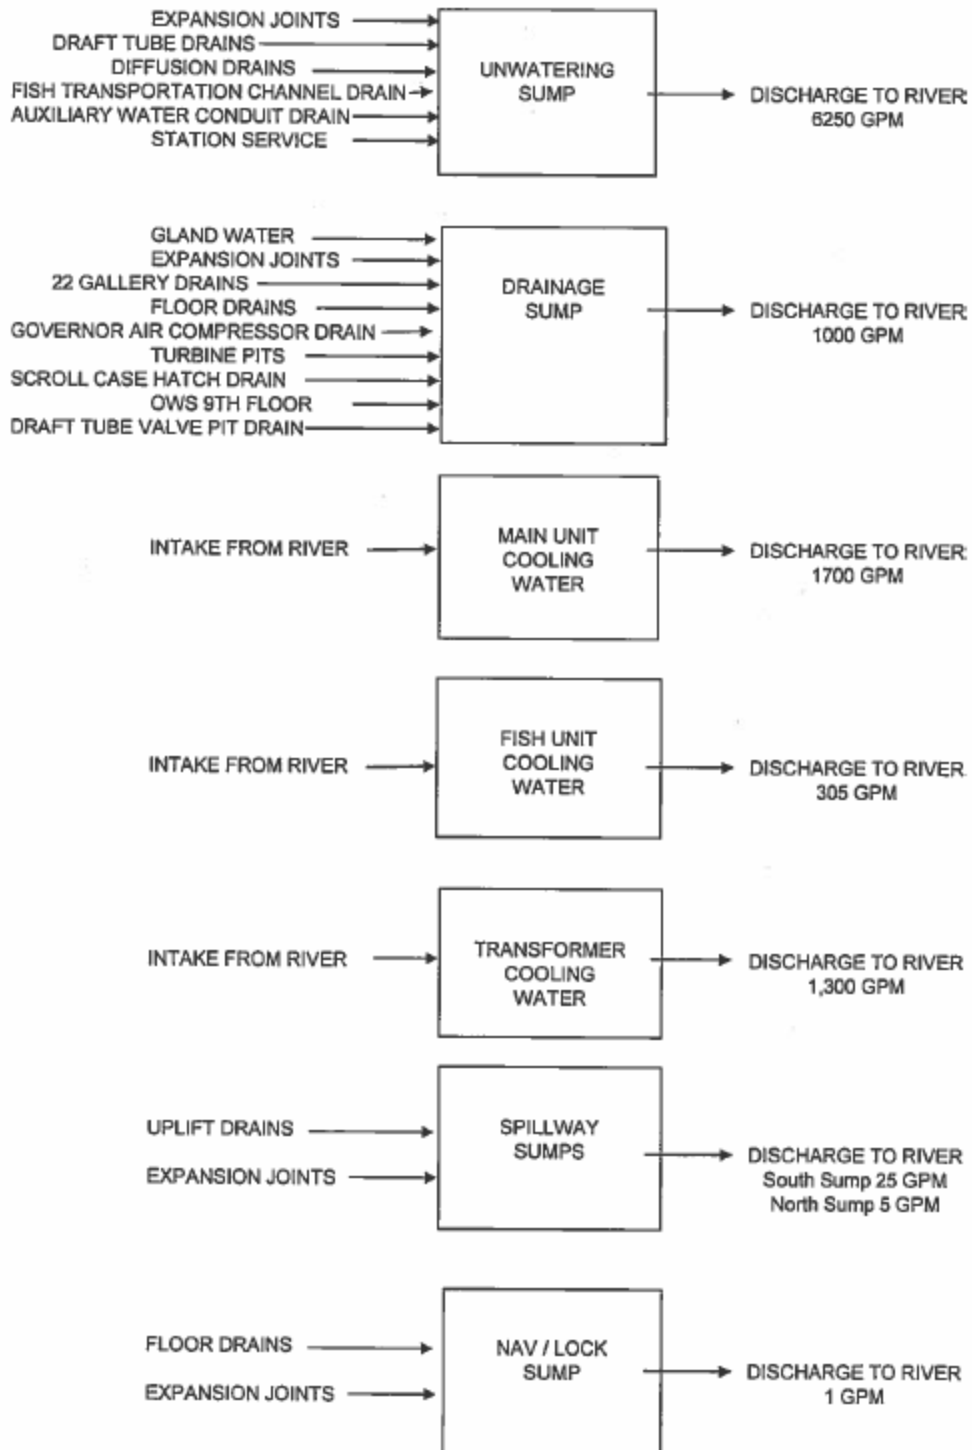 EXPANSION JOINTS
DRAFT TUBE DRAINS
DIFFUSION DRAINS
FISH TRANSPORTATION CHANNEL DRAIN
AUXILIARY WATER CONDUIT DRAIN
STATION SERVICE
UNWATERING
SUMP
DISCHARGE TO RIVER:
6250 GPM
GLAND WATER
EXPANSION JOINTS
22 GALLERY DRAINS
FLOOR DRAINS
GOVERNOR AIR COMPRESSOR DRAIN
TURBINE PITS
SCROLL CASE HATCH DRAIN
OWS 9TH FLOOR
DRAFT TUBE VALVE PIT DRAIN
DRAINAGE
SUMP
DISCHARGE TO RIVER:
1000 GPM
INTAKE FROM RIVER
MAIN UNIT
COOLING
WATER
DISCHARGE TO RIVER:
1700 GPM
INTAKE FROM RIVER
FISH UNIT
COOLING
WATER
DISCHARGE TO RIVER
305 GPM
INTAKE FROM RIVER
TRANSFORMER
COOLING
WATER
DISCHARGE TO RIVER
1,300 GPM
UPLIFT DRAINS
EXPANSION JOINTS
SPILLWAY
SUMPS
DISCHARGE TO RIVER
South Sump 25 GPM
North Sump 5 GPM
FLOOR DRAINS
EXPANSION JOINTS
NAV / LOCK
SUMP
DISCHARGE TO RIVER
1 GPM